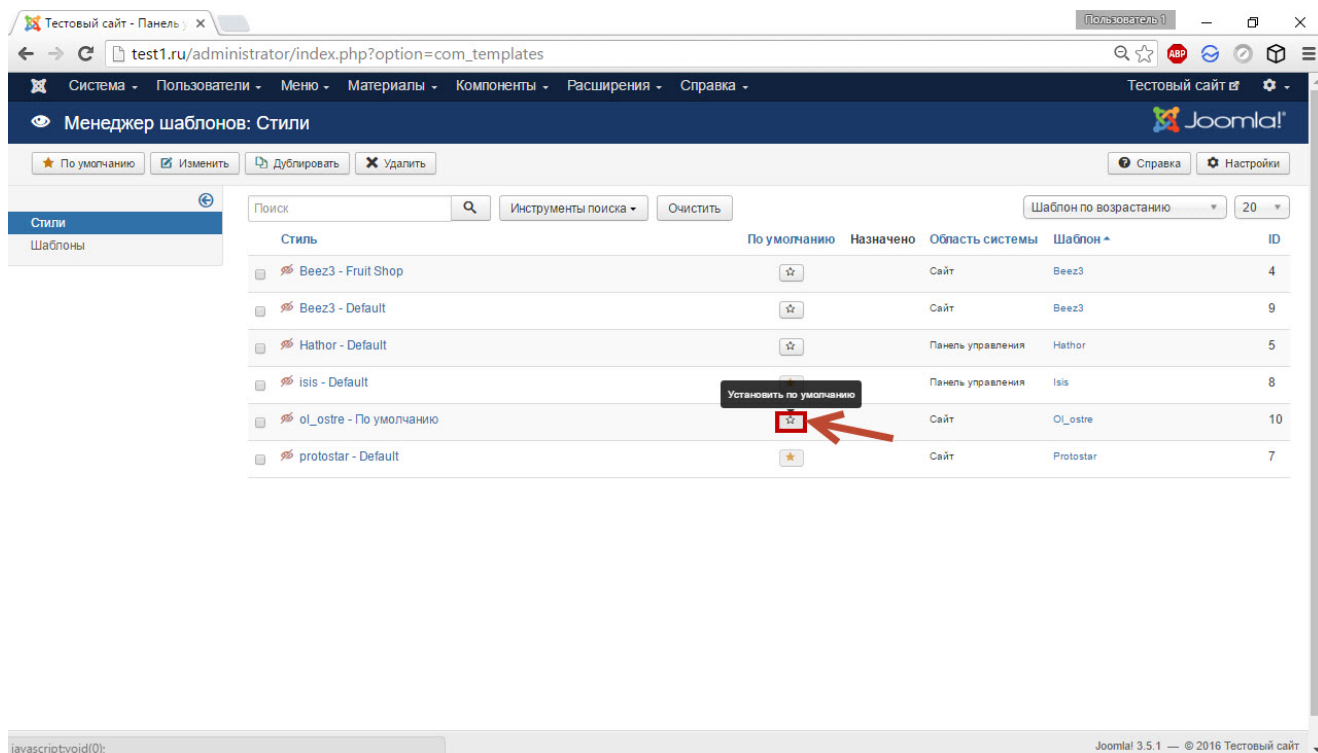 Тестовый сайт - Панель у
Пользователь 1
test1.ru/administrator/index.php?option=com_templates
ABP
Система Пользователи Меню Материалы Компоненты Расширения Справка Тестовый сайт
Менеджер шаблонов: Стили Joomla!
По умолчанию Изменить Дублировать Удалить Справка Настройки
Поиск Инструменты поиска Очистить Шаблон по возрастанию 20
Стили
Шаблоны
Стиль По умолчанию Назначено Область системы Шаблон ID
Beez3 - Fruit Shop Сайт Beez3 4
Beez3 - Default Сайт Beez3 9
Hathor - Default Панель управления Hathor 5
isis - Default Панель управления Isis 8
Установить по умолчанию
ol_ostre - По умолчанию Сайт Ol_ostre 10
protostar - Default Сайт Protostar 7
javascript:void(0);
Joomla! 3.5.1 — © 2016 Тестовый сайт